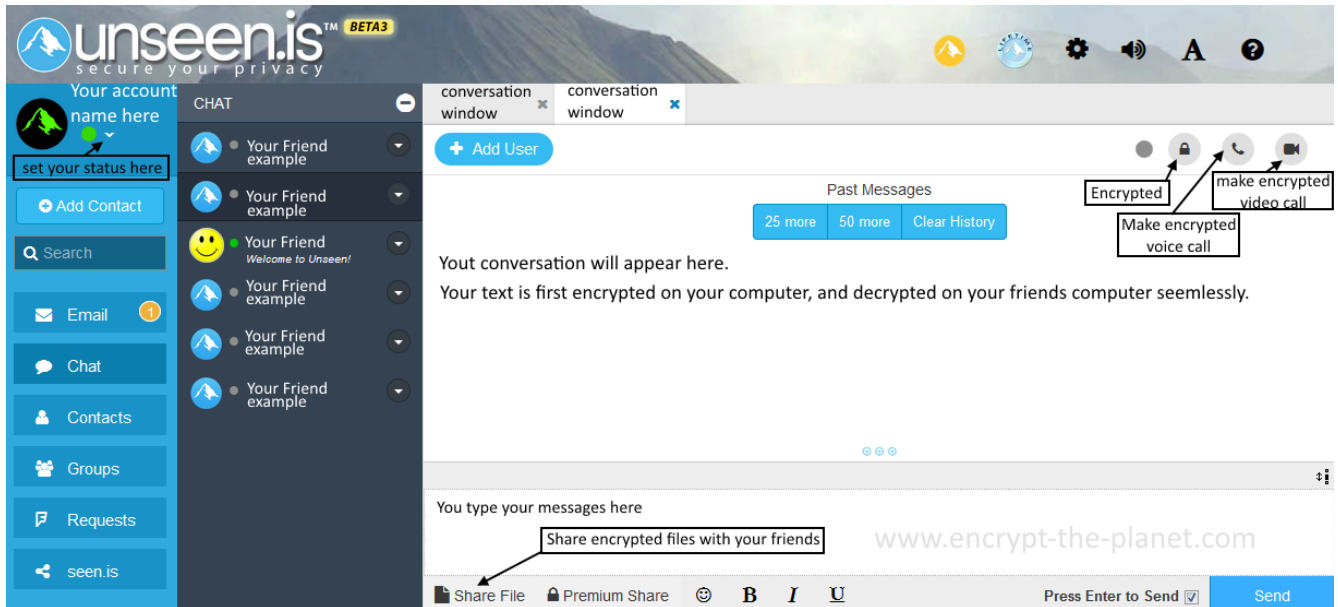 unseen.is™ BETA3
secure your privacy
LIFETIME
A
Your account
name here
set your status here
Add Contact
Search
Email 1
Chat
Contacts
Groups
Requests
seen.is
CHAT
Your Friend
example
Your Friend
example
Your Friend
Welcome to Unseen!
Your Friend
example
Your Friend
example
Your Friend
example
conversation
window
conversation
window
Add User
Encrypted
Make encrypted
voice call
make encrypted
video call
Past Messages
25 more 50 more Clear History
Yout conversation will appear here.
Your text is first encrypted on your computer, and decrypted on your friends computer seemlessly.
You type your messages here
Share encrypted files with your friends
www.encrypt-the-planet.com
Share File Premium Share B I U Press Enter to Send Send